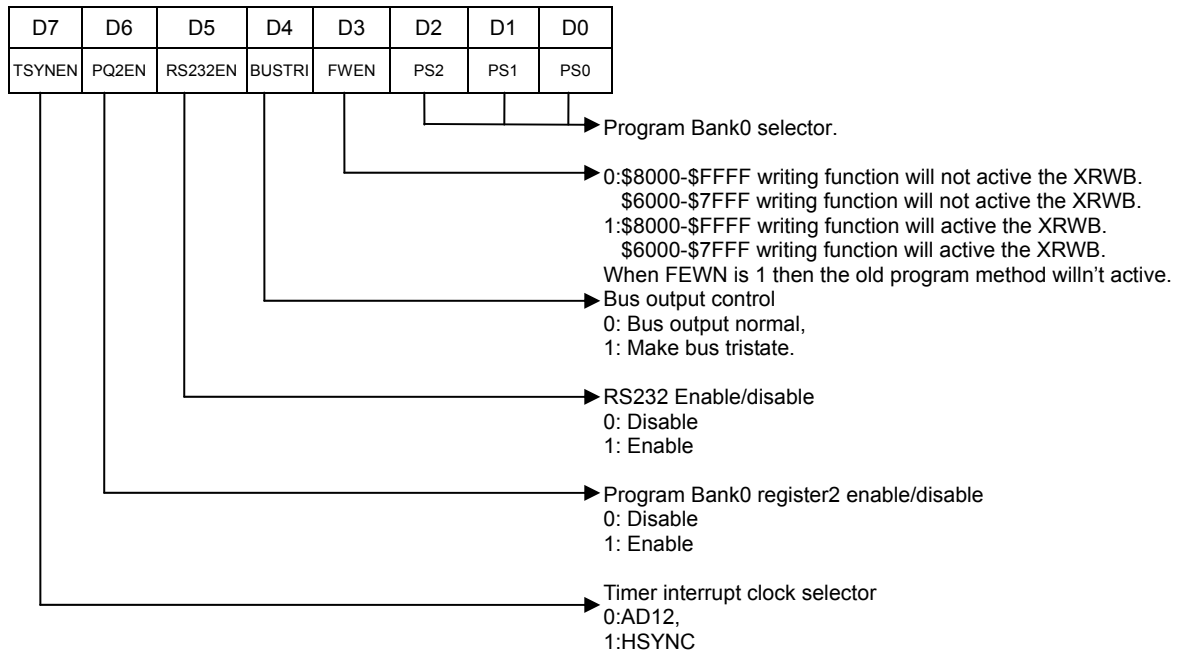 D7 D6 D5 D4 D3 D2 D1 D0
TSYNEN PQ2EN RS232EN BUSTRI FWEN PS2 PS1 PS0
Program Bank0 selector.
0:$8000-$FFFF writing function will not active the XRWB.
$6000-$7FFF writing function will not active the XRWB.
1:$8000-$FFFF writing function will active the XRWB.
$6000-$7FFF writing function will active the XRWB.
When FEWN is 1 then the old program method willn't active.
Bus output control
0: Bus output normal,
1: Make bus tristate.
RS232 Enable/disable
0: Disable
1: Enable
Program Bank0 register2 enable/disable
0: Disable
1: Enable
Timer interrupt clock selector
0:AD12,
1:HSYNC